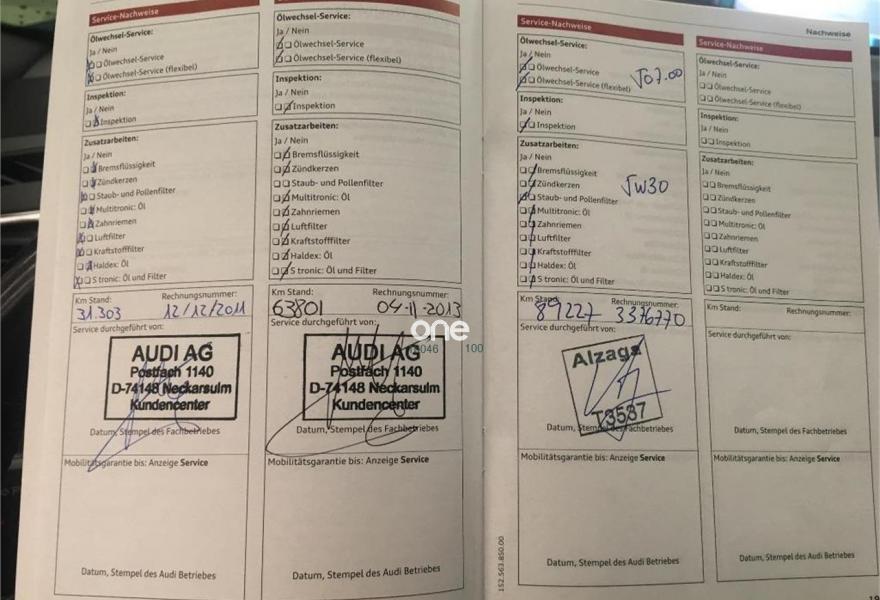 Service-Nachweise
Ölwechsel-Service:
Ja / Nein
Ölwechsel-Service
Ölwechsel-Service (flexibel)
Inspektion:
Ja / Nein
Inspektion
Zusatzarbeiten:
Ja / Nein
Bremsflüssigkeit
Zündkerzen
Staub- und Pollenfilter
Multitronic: Öl
Zahnriemen
Luftfilter
Kraftstofffilter
Haldex: Öl
S tronic: Öl und Filter
Km Stand: Rechnungsnummer:
31.303 12/12/2011
Service durchgeführt von:
AUDI AG
Postfach 1140
D-74148 Neckarsulm
Kundencenter
Datum, Stempel des Fachbetriebes
Mobilitätsgarantie bis: Anzeige Service
Datum, Stempel des Audi Betriebes
Ölwechsel-Service:
Ja / Nein
Ölwechsel-Service
Ölwechsel-Service (flexibel)
Inspektion:
Ja / Nein
Inspektion
Zusatzarbeiten:
Ja / Nein
Bremsflüssigkeit
Zündkerzen
Staub- und Pollenfilter
Multitronic: Öl
Zahnriemen
Luftfilter
Kraftstofffilter
Haldex: Öl
S tronic: Öl und Filter
Km Stand: Rechnungsnummer:
63801 04-11-2013
Service durchgeführt von:
one
046 100
AUDI AG
Postfach 1140
D-74148 Neckarsulm
Kundencenter
Datum, Stempel des Fachbetriebes
Mobilitätsgarantie bis: Anzeige Service
Datum, Stempel des Audi Betriebes
Service-Nachweise
Ölwechsel-Service:
Ja / Nein
Ölwechsel-Service
Ölwechsel-Service (flexibel)
Inspektion:
Ja / Nein
Inspektion
Zusatzarbeiten:
Ja / Nein
Bremsflüssigkeit
Zündkerzen
Staub- und Pollenfilter
Multitronic: Öl
Zahnriemen
Luftfilter
Kraftstofffilter
Haldex: Öl
S tronic: Öl und Filter
Km Stand: Rechnungsnummer:
89227 3376770
Service durchgeführt von:
Alzaga
T3537
Datum, Stempel des Fachbetriebes
Mobilitätsgarantie bis: Anzeige Service
Datum, Stempel des Audi Betriebes
152.563.850.00
Nachweise
Service-Nachweise
Ölwechsel-Service:
Ja / Nein
Ölwechsel-Service
Ölwechsel-Service (flexibel)
Inspektion:
Ja / Nein
Inspektion
Zusatzarbeiten:
Ja / Nein
Bremsflüssigkeit
Zündkerzen
Staub- und Pollenfilter
Multitronic: Öl
Zahnriemen
Luftfilter
Kraftstofffilter
Haldex: Öl
S tronic: Öl und Filter
Km Stand: Rechnungsnummer:
Service durchgeführt von:
Datum, Stempel des Fachbetriebes
Mobilitätsgarantie bis: Anzeige Service
Datum, Stempel des Audi Betriebes